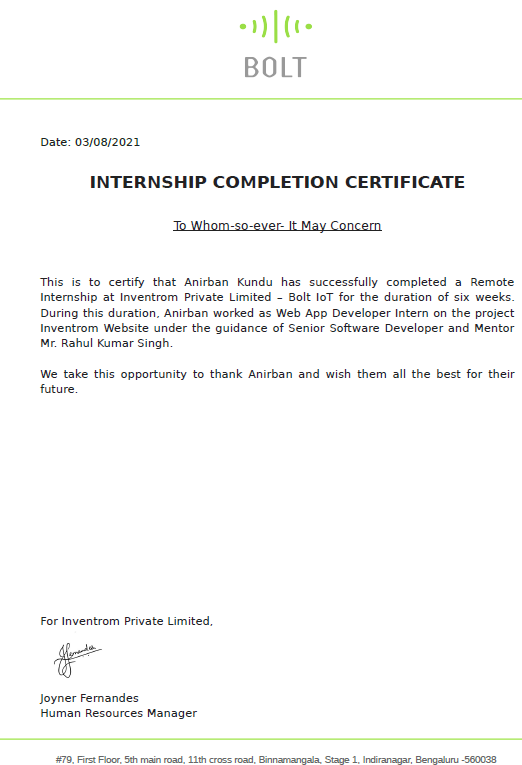 BOLT
Date: 03/08/2021
INTERNSHIP COMPLETION CERTIFICATE
To Whom-so-ever- It May Concern
This is to certify that Anirban Kundu has successfully completed a Remote
Internship at Inventrom Private Limited – Bolt IoT for the duration of six weeks.
During this duration, Anirban worked as Web App Developer Intern on the project
Inventrom Website under the guidance of Senior Software Developer and Mentor
Mr. Rahul Kumar Singh.
We take this opportunity to thank Anirban and wish them all the best for their
future.
For Inventrom Private Limited,
JFernandes
Joyner Fernandes
Human Resources Manager
#79, First Floor, 5th main road, 11th cross road, Binnamangala, Stage 1, Indiranagar, Bengaluru -560038